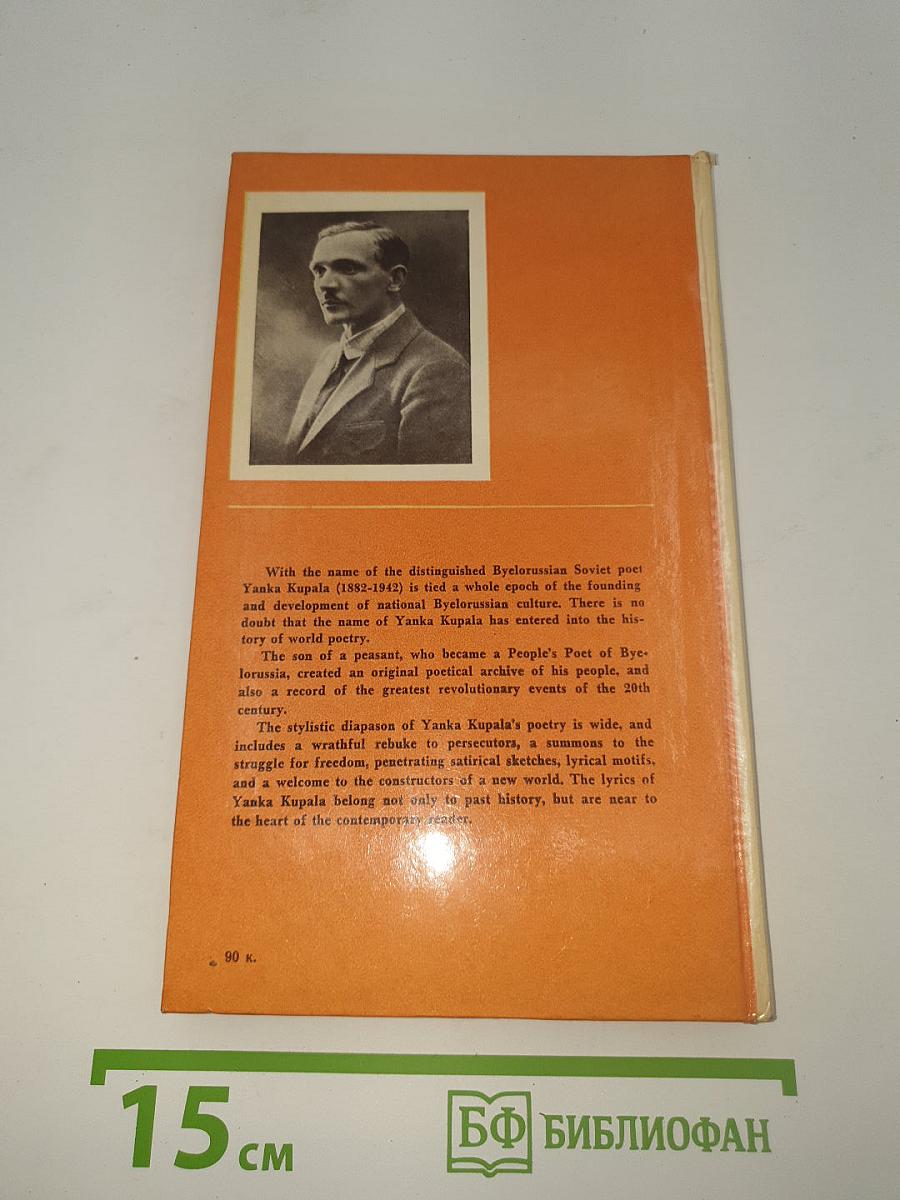 With the name of the distinguished Byelorussian Soviet poet
Yanka Kupala (1882-1942) is tied a whole epoch of the founding
and development of national Byelorussian culture. There is no
doubt that the name of Yanka Kupala has entered into the his-
tory of world poetry.
The son of a peasant, who became a People's Poet of Bye-
lorussia, created an original poetical archive of his people, and
also a record of the greatest revolutionary events of the 20th
century.
The stylistic diapason of Yanka Kupala's poetry is wide, and
includes a wrathful rebuke to persecutors, a summons to the
struggle for freedom, penetrating satirical sketches, lyrical motifs,
and a welcome to the constructors of a new world. The lyrics of
Yanka Kupala belong not only to past history, but are near to
the heart of the contemporary reader.
90 к.
15 см
БФ БИБЛИОФАН